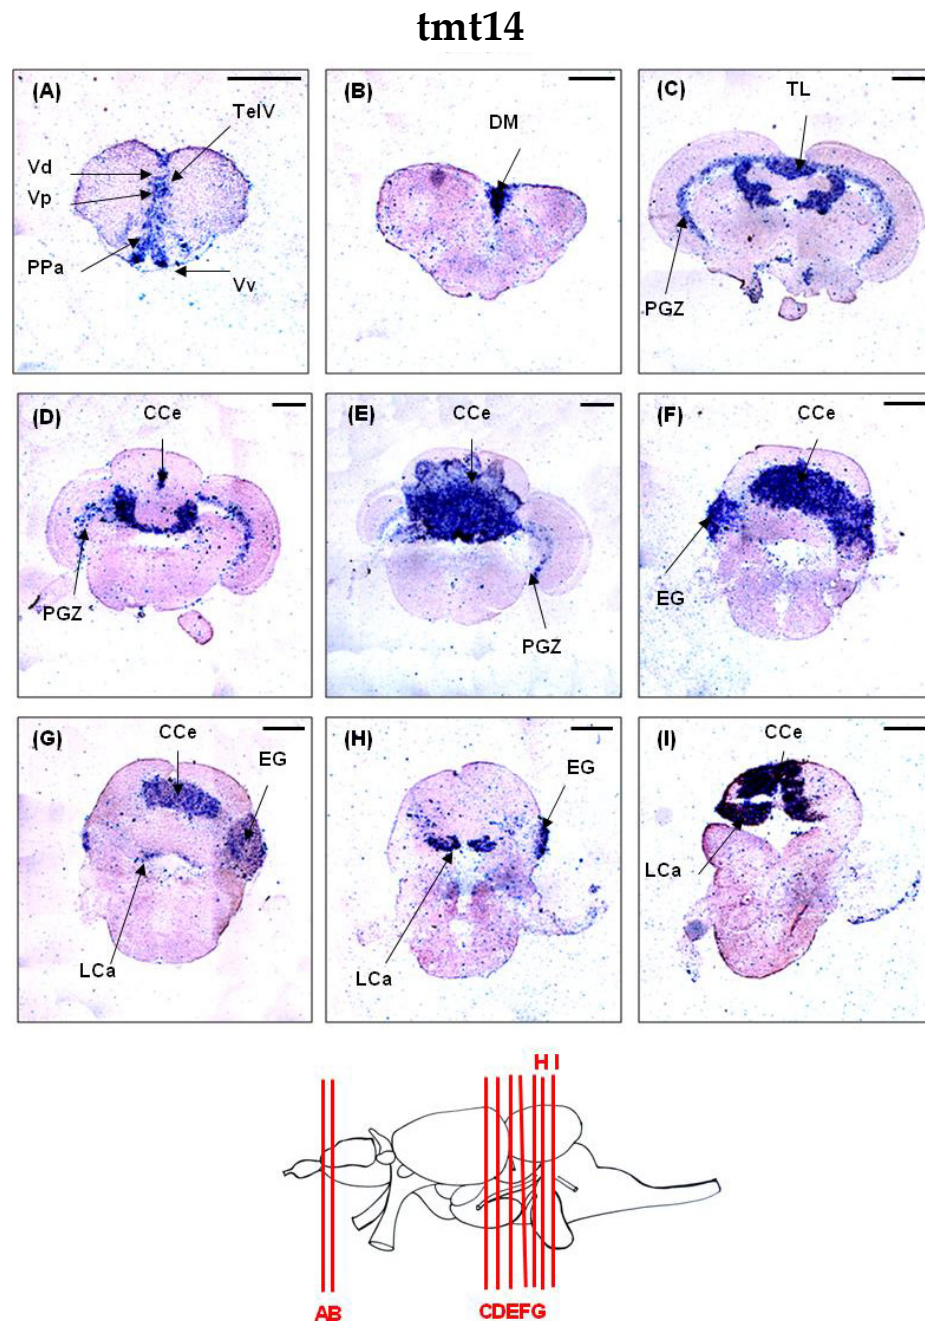 tmt14
(A)
TelV
Vd
Vp
PPa
Vv
(B)
DM
(C)
TL
PGZ
(D)
CCe
PGZ
(E)
CCe
PGZ
(F)
CCe
EG
(G)
CCe
EG
LCa
(H)
EG
LCa
(I)
CCe
LCa
H I
AB
CDEFG